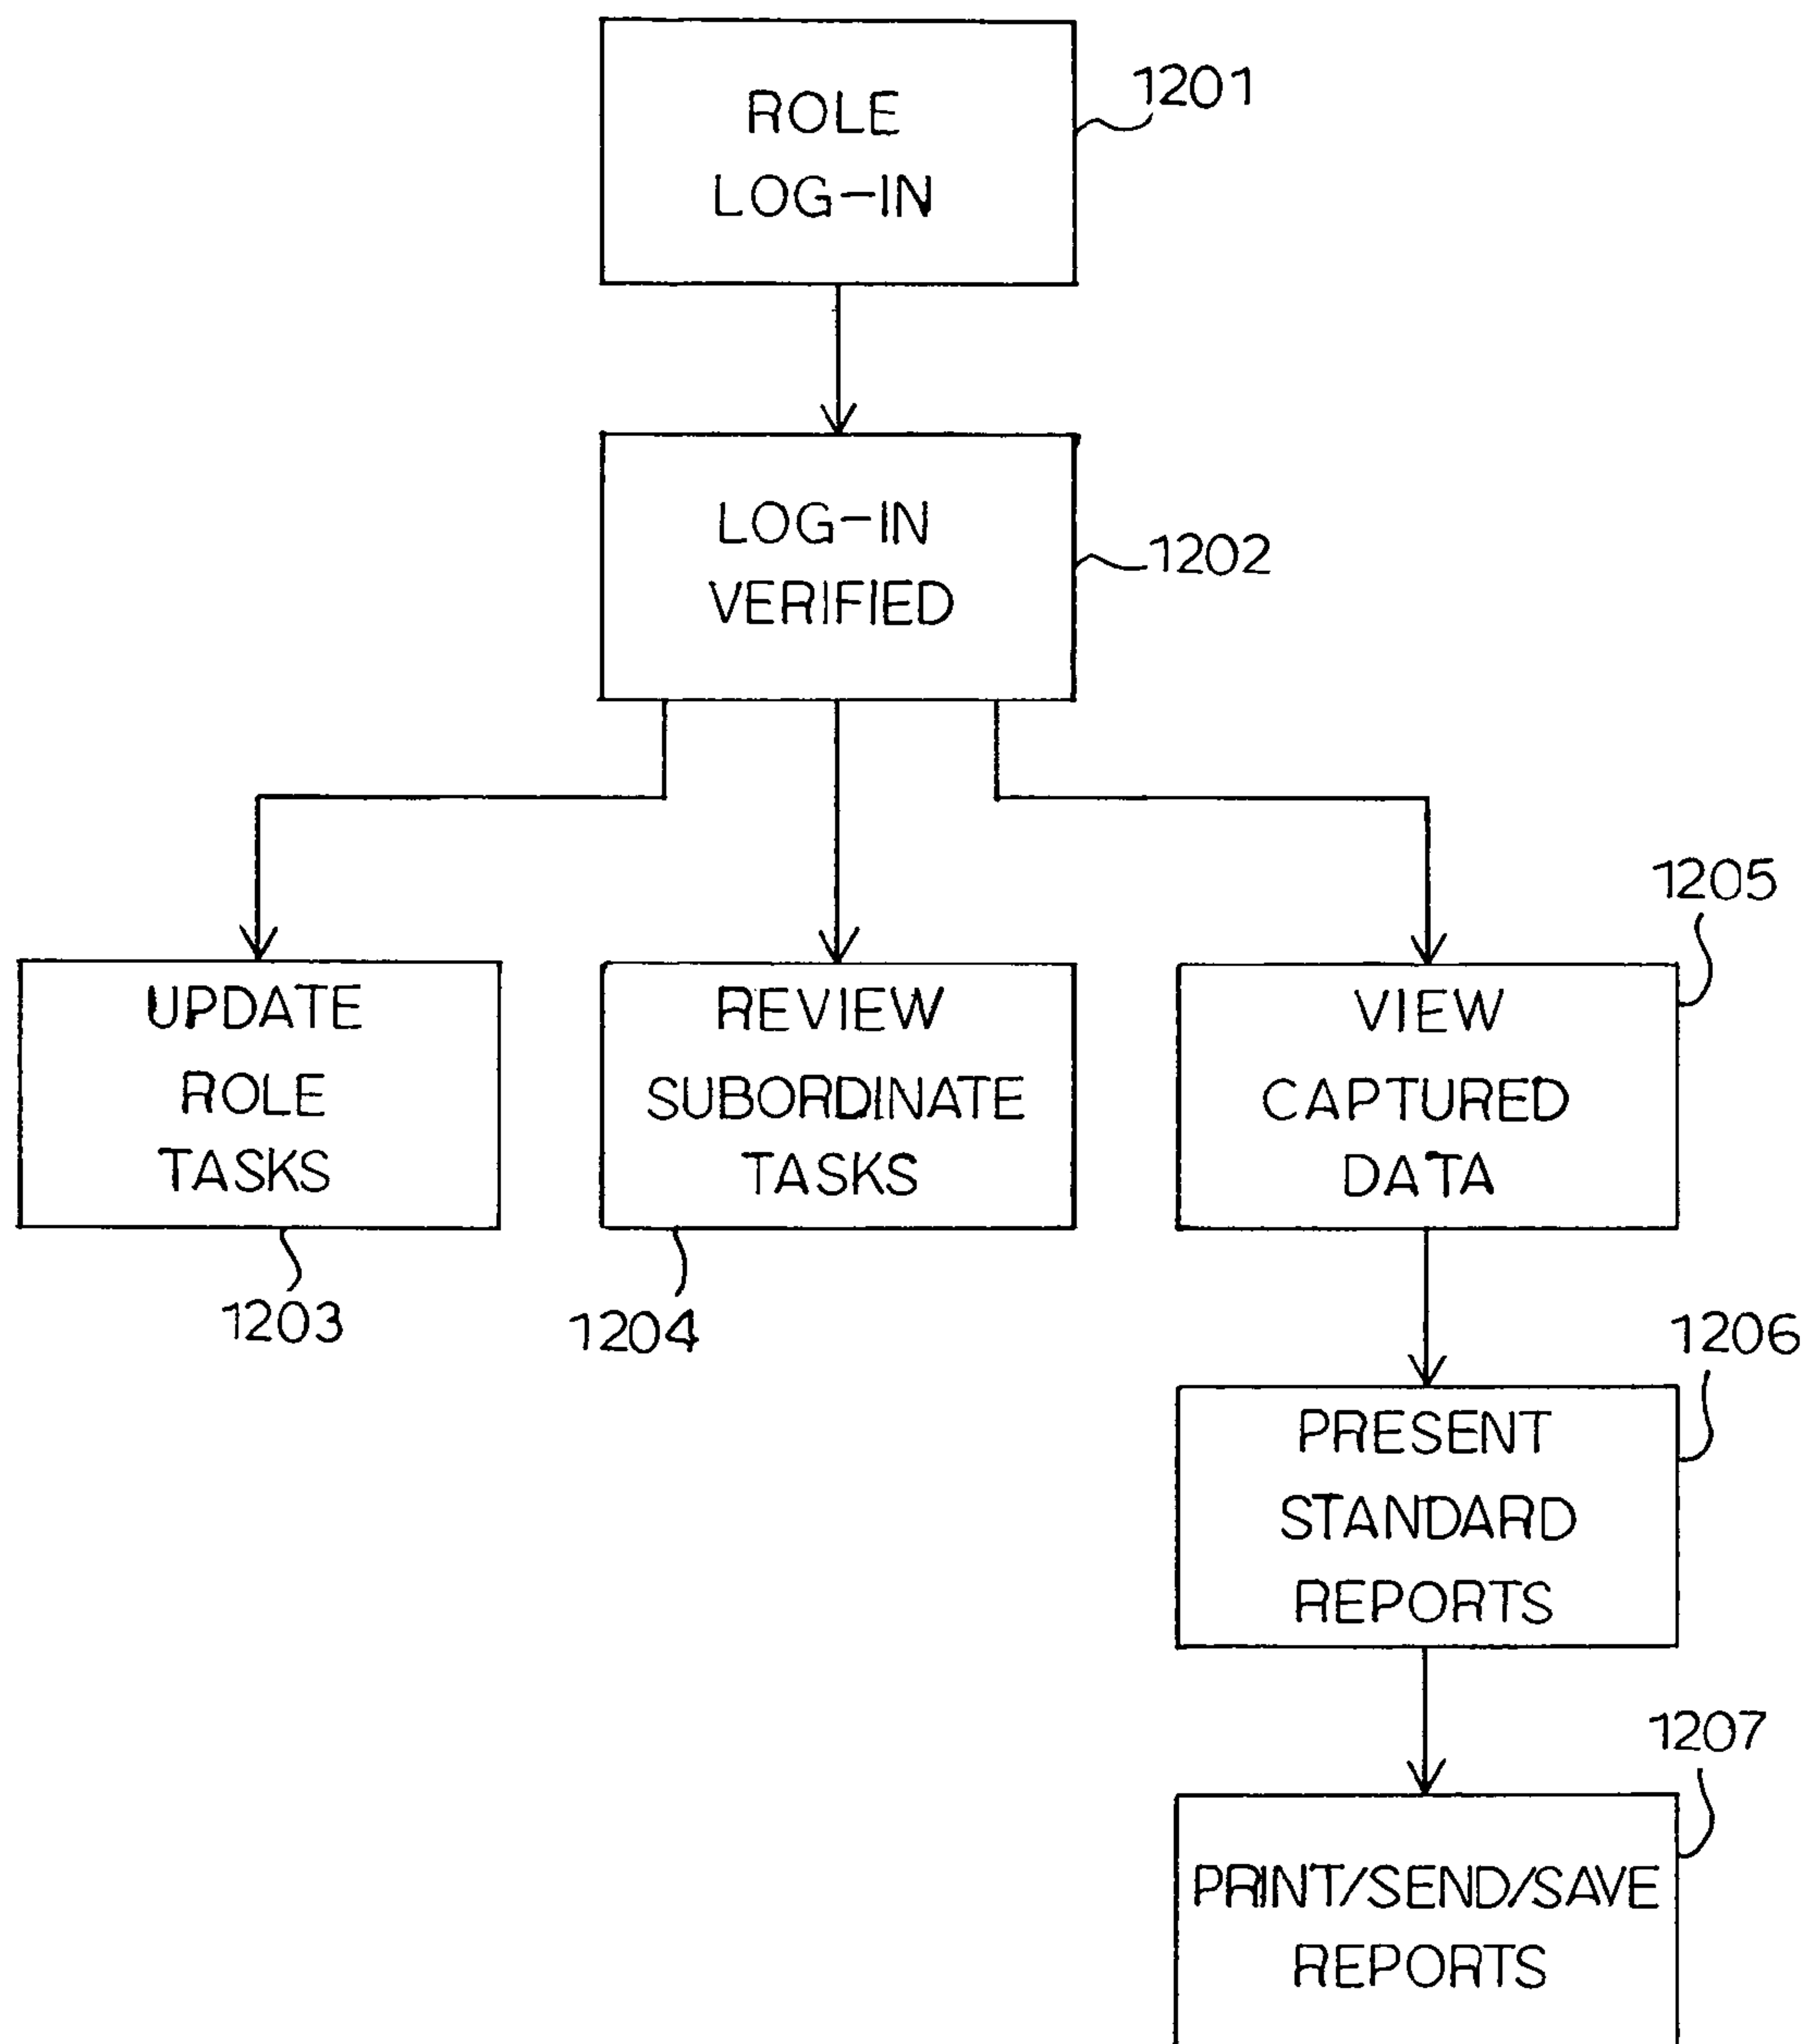 ROLE
LOG-IN
1201
LOG-IN
VERIFIED
1202
UPDATE
ROLE
TASKS
1203
REVIEW
SUBORDINATE
TASKS
1204
VIEW
CAPTURED
DATA
1205
PRESENT
STANDARD
REPORTS
1206
PRINT/SEND/SAVE
REPORTS
1207